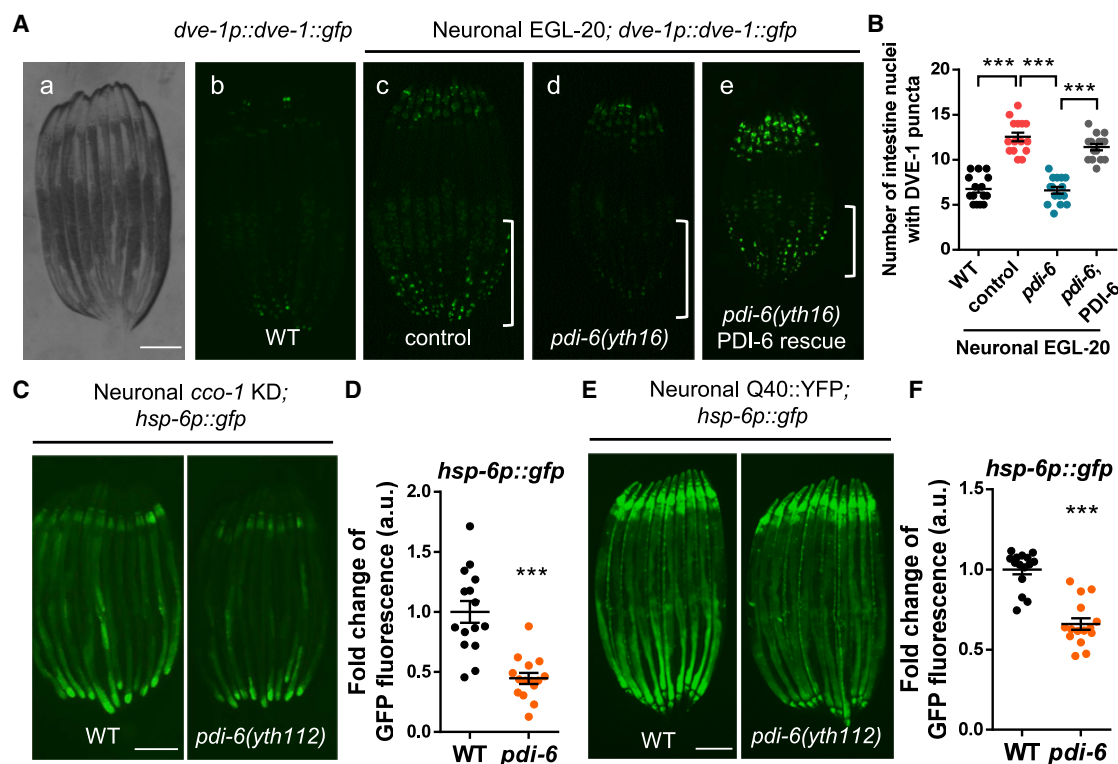 A
dve-1p::dve-1::gfp
Neuronal EGL-20; dve-1p::dve-1::gfp
a
b
c
d
e
WT
control
pdi-6(yth16)
pdi-6(yth16)
PDI-6 rescue
B
Number of intestine nuclei
with DVE-1 puncta
20
15
10
5
0
***
***
***
WT
control
pdi-6
pdi-6;
PDI-6
Neuronal EGL-20
C
Neuronal cco-1 KD;
hsp-6p::gfp
WT
pdi-6(yth112)
D
hsp-6p::gfp
Fold change of
GFP fluorescence (a.u.)
2.0
1.5
1.0
0.5
0.0
***
WT
pdi-6
E
Neuronal Q40::YFP;
hsp-6p::gfp
WT
pdi-6(yth112)
F
hsp-6p::gfp
Fold change of
GFP fluorescence (a.u.)
1.5
1.0
0.5
0.0
***
WT
pdi-6